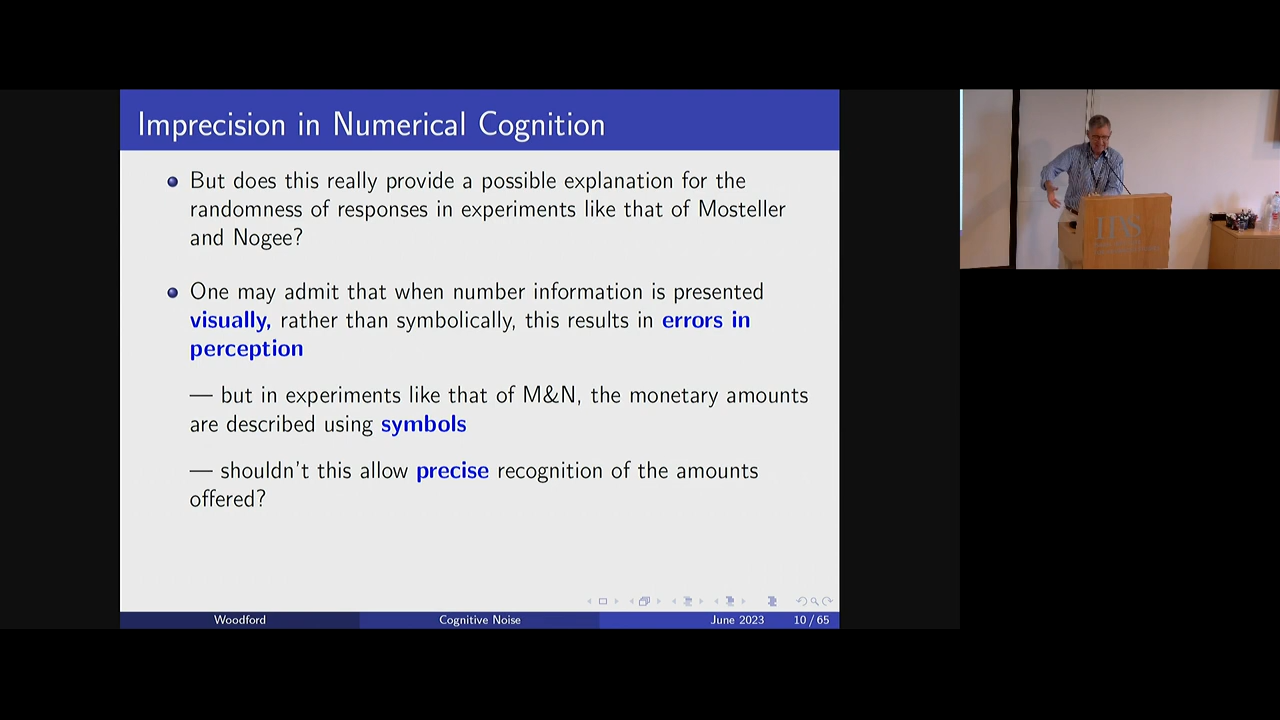 Imprecision in Numerical Cognition
But does this really provide a possible explanation for the
randomness of responses in experiments like that of Mosteller
and Nogee?
One may admit that when number information is presented
visually, rather than symbolically, this results in errors in
perception
— but in experiments like that of M&N, the monetary amounts
are described using symbols
— shouldn't this allow precise recognition of the amounts
offered?
Woodford
Cognitive Noise
June 2023
10 / 65